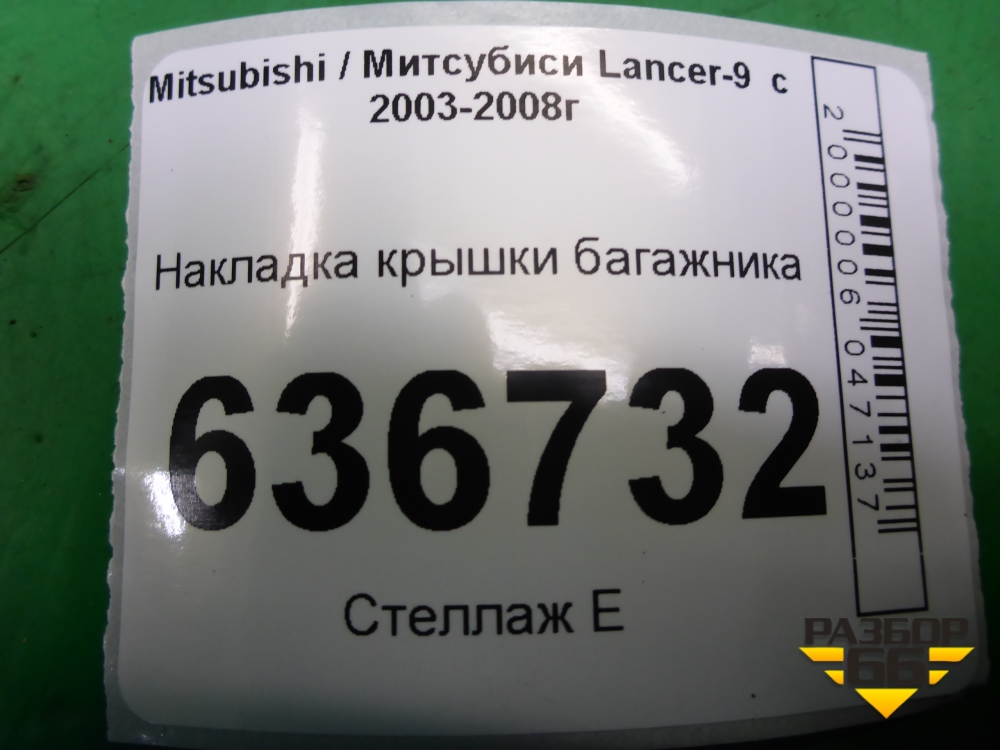 Mitsubishi / Митсубиси Lancer-9 с
2003-2008г
Накладка крышки багажника
636732
Стеллаж Е
2000006047137
РАЗБОР
66